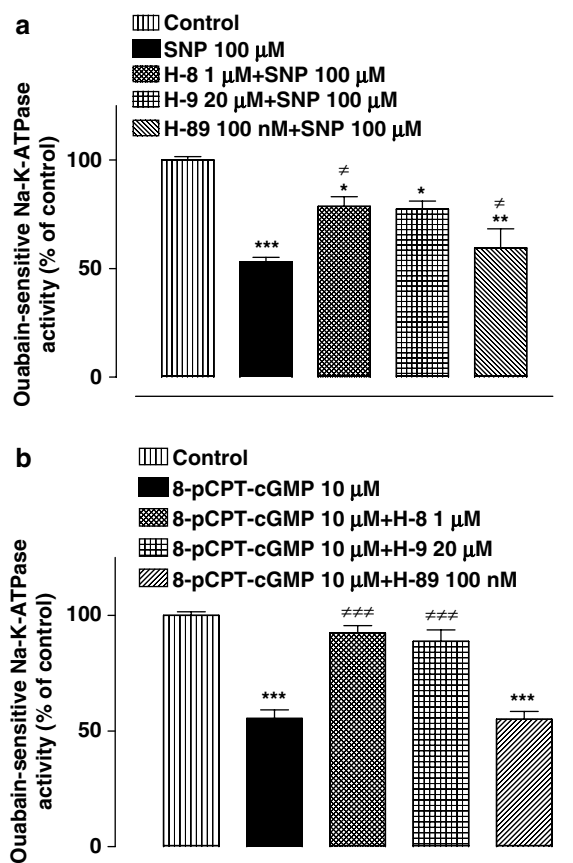 a
Control
SNP 100 μM
H-8 1 μM+SNP 100 μM
H-9 20 μM+SNP 100 μM
H-89 100 nM+SNP 100 μM
Ouabain-sensitive Na-K-ATPase
activity (% of control)
100
50
0
***
≠
*
*
≠
**
b
Control
8-pCPT-cGMP 10 μM
8-pCPT-cGMP 10 μM+H-8 1 μM
8-pCPT-cGMP 10 μM+H-9 20 μM
8-pCPT-cGMP 10 μM+H-89 100 nM
Ouabain-sensitive Na-K-ATPase
activity (% of control)
100
50
0
***
≠≠≠
≠≠≠
***